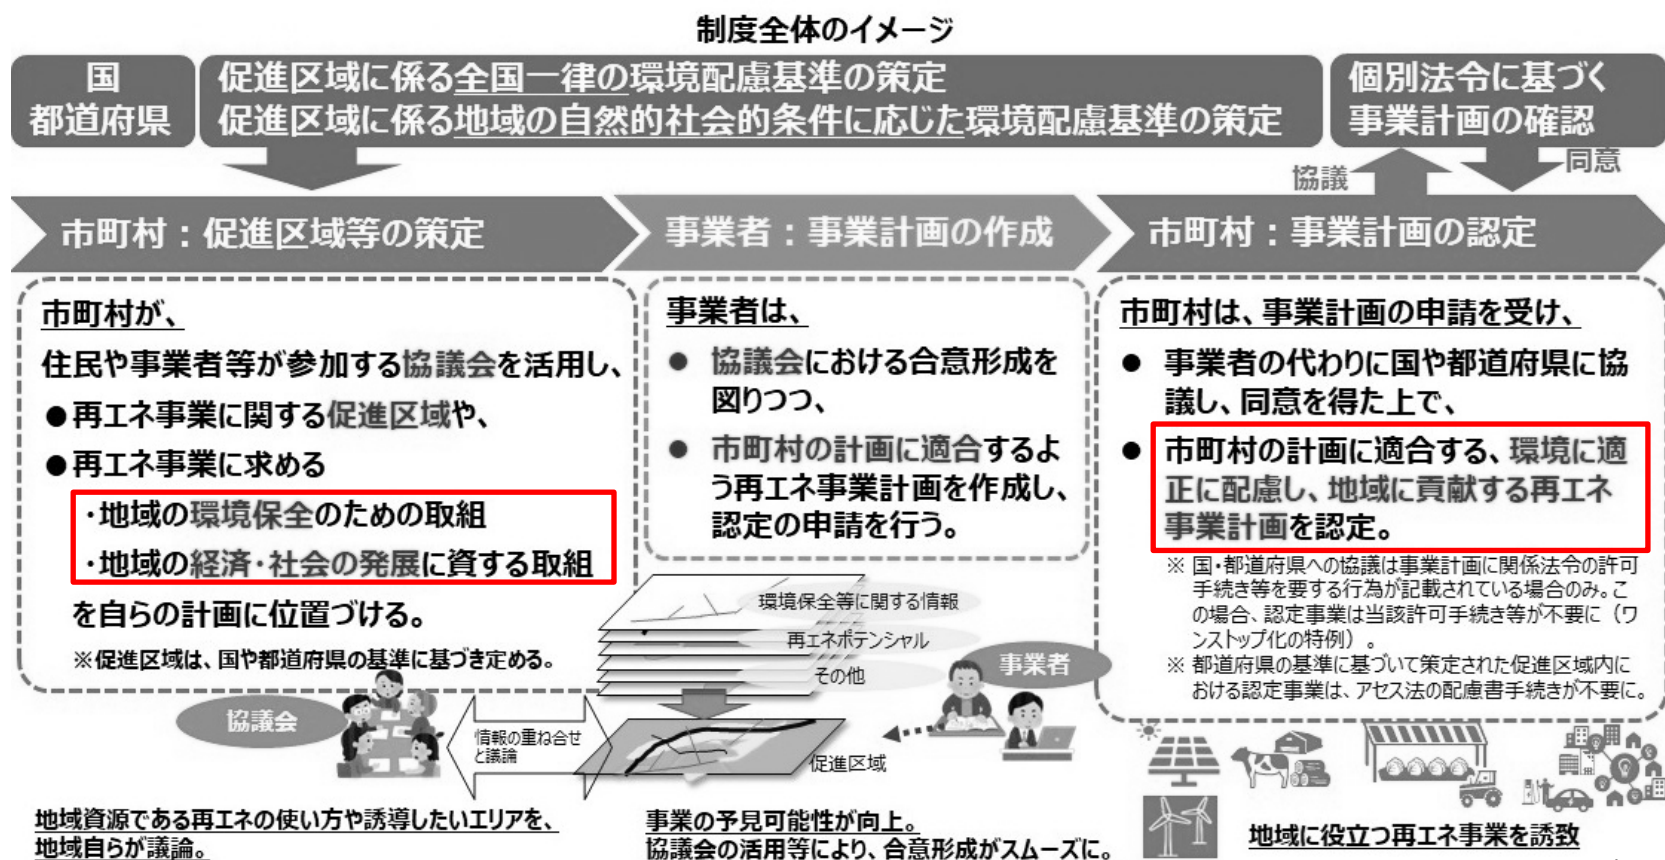 制度全体のイメージ
国
都道府県
促進区域に係る全国一律の環境配慮基準の策定
促進区域に係る地域の自然的社会的条件に応じた環境配慮基準の策定
個別法令に基づく
事業計画の確認
協議
同意
市町村：促進区域等の策定
事業者：事業計画の作成
市町村：事業計画の認定
市町村が、
住民や事業者等が参加する協議会を活用し、
●再エネ事業に関する促進区域や、
●再エネ事業に求める
・地域の環境保全のための取組
・地域の経済・社会の発展に資する取組
を自らの計画に位置づける。
※促進区域は、国や都道府県の基準に基づき定める。
事業者は、
● 協議会における合意形成を
図りつつ、
● 市町村の計画に適合するよ
う再エネ事業計画を作成し、
認定の申請を行う。
市町村は、事業計画の申請を受け、
● 事業者の代わりに国や都道府県に協
議し、同意を得た上で、
● 市町村の計画に適合する、環境に適
正に配慮し、地域に貢献する再エネ
事業計画を認定。
※ 国・都道府県への協議は事業計画に関係法令の許可
手続き等を要する行為が記載されている場合のみ。こ
の場合、認定事業は当該許可手続き等が不要に（ワ
ンストップ化の特例）。
※ 都道府県の基準に基づいて策定された促進区域内に
おける認定事業は、アセス法の配慮書手続きが不要に。
環境保全等に関する情報
再エネポテンシャル
その他
事業者
協議会
情報の重ね合せ
と議論
促進区域
地域資源である再エネの使い方や誘導したいエリアを、
地域自らが議論。
事業の予見可能性が向上。
協議会の活用等により、合意形成がスムーズに。
地域に役立つ再エネ事業を誘致